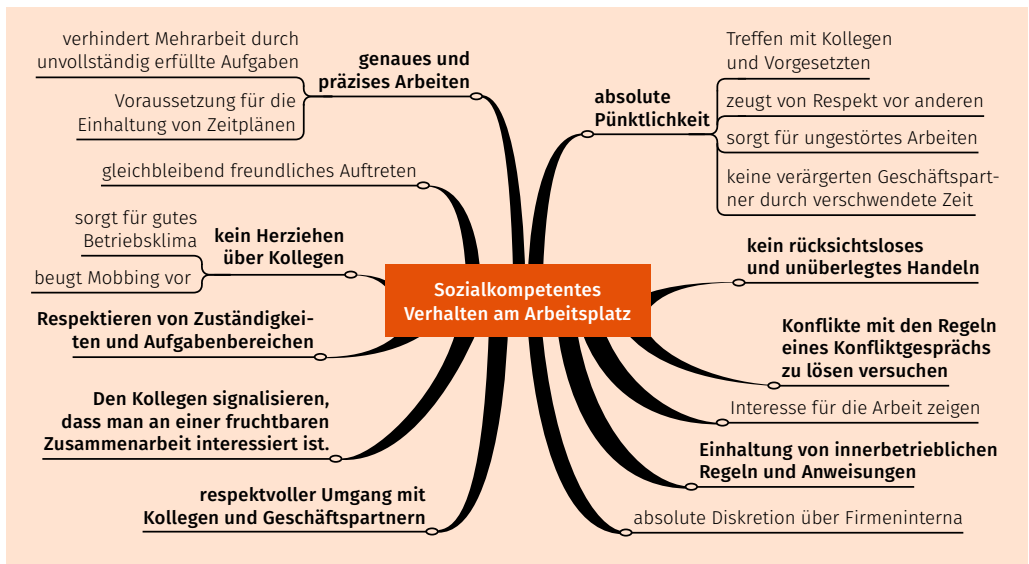 verhindert Mehrarbeit durch
unvollständig erfüllte Aufgaben
genaues und
präzises Arbeiten
Voraussetzung für die
Einhaltung von Zeitplänen
gleichbleibend freundliches Auftreten
sorgt für gutes
Betriebsklima
kein Herziehen
über Kollegen
beugt Mobbing vor
Respektieren von Zuständigkei-
ten und Aufgabenbereichen
Den Kollegen signalisieren,
dass man an einer fruchtbaren
Zusammenarbeit interessiert ist.
respektvoller Umgang mit
Kollegen und Geschäftspartnern
Sozialkompetentes
Verhalten am Arbeitsplatz
absolute
Pünktlichkeit
Treffen mit Kollegen
und Vorgesetzten
zeugt von Respekt vor anderen
sorgt für ungestörtes Arbeiten
keine verärgerten Geschäftspart-
ner durch verschwendete Zeit
kein rücksichtsloses
und unüberlegtes Handeln
Konflikte mit den Regeln
eines Konfliktgesprächs
zu lösen versuchen
Interesse für die Arbeit zeigen
Einhaltung von innerbetrieblichen
Regeln und Anweisungen
absolute Diskretion über Firmeninterna